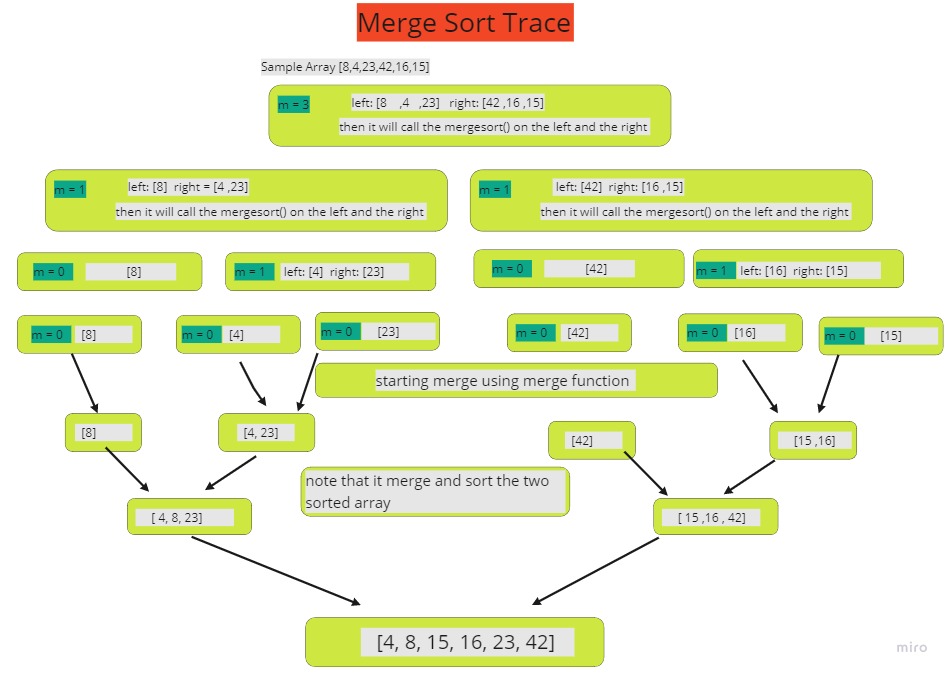 Merge Sort Trace
Sample Array [8,4,23,42,16,15]
m = 3
left: [8 ,4 ,23] right: [42 ,16 ,15]
then it will call the mergesort() on the left and the right
m = 1
left: [8] right = [4 ,23]
then it will call the mergesort() on the left and the right
m = 1
left: [42] right: [16 ,15]
then it will call the mergesort() on the left and the right
m = 0 [8]
m = 1 left: [4] right: [23]
m = 0 [42]
m = 1 left: [16] right: [15]
m = 0 [8]
m = 0 [4]
m = 0 [23]
m = 0 [42]
m = 0 [16]
m = 0 [15]
starting merge using merge function
[8]
[4, 23]
[42]
[15 ,16]
note that it merge and sort the two
sorted array
[ 4, 8, 23]
[ 15 ,16 , 42]
[4, 8, 15, 16, 23, 42]
miro